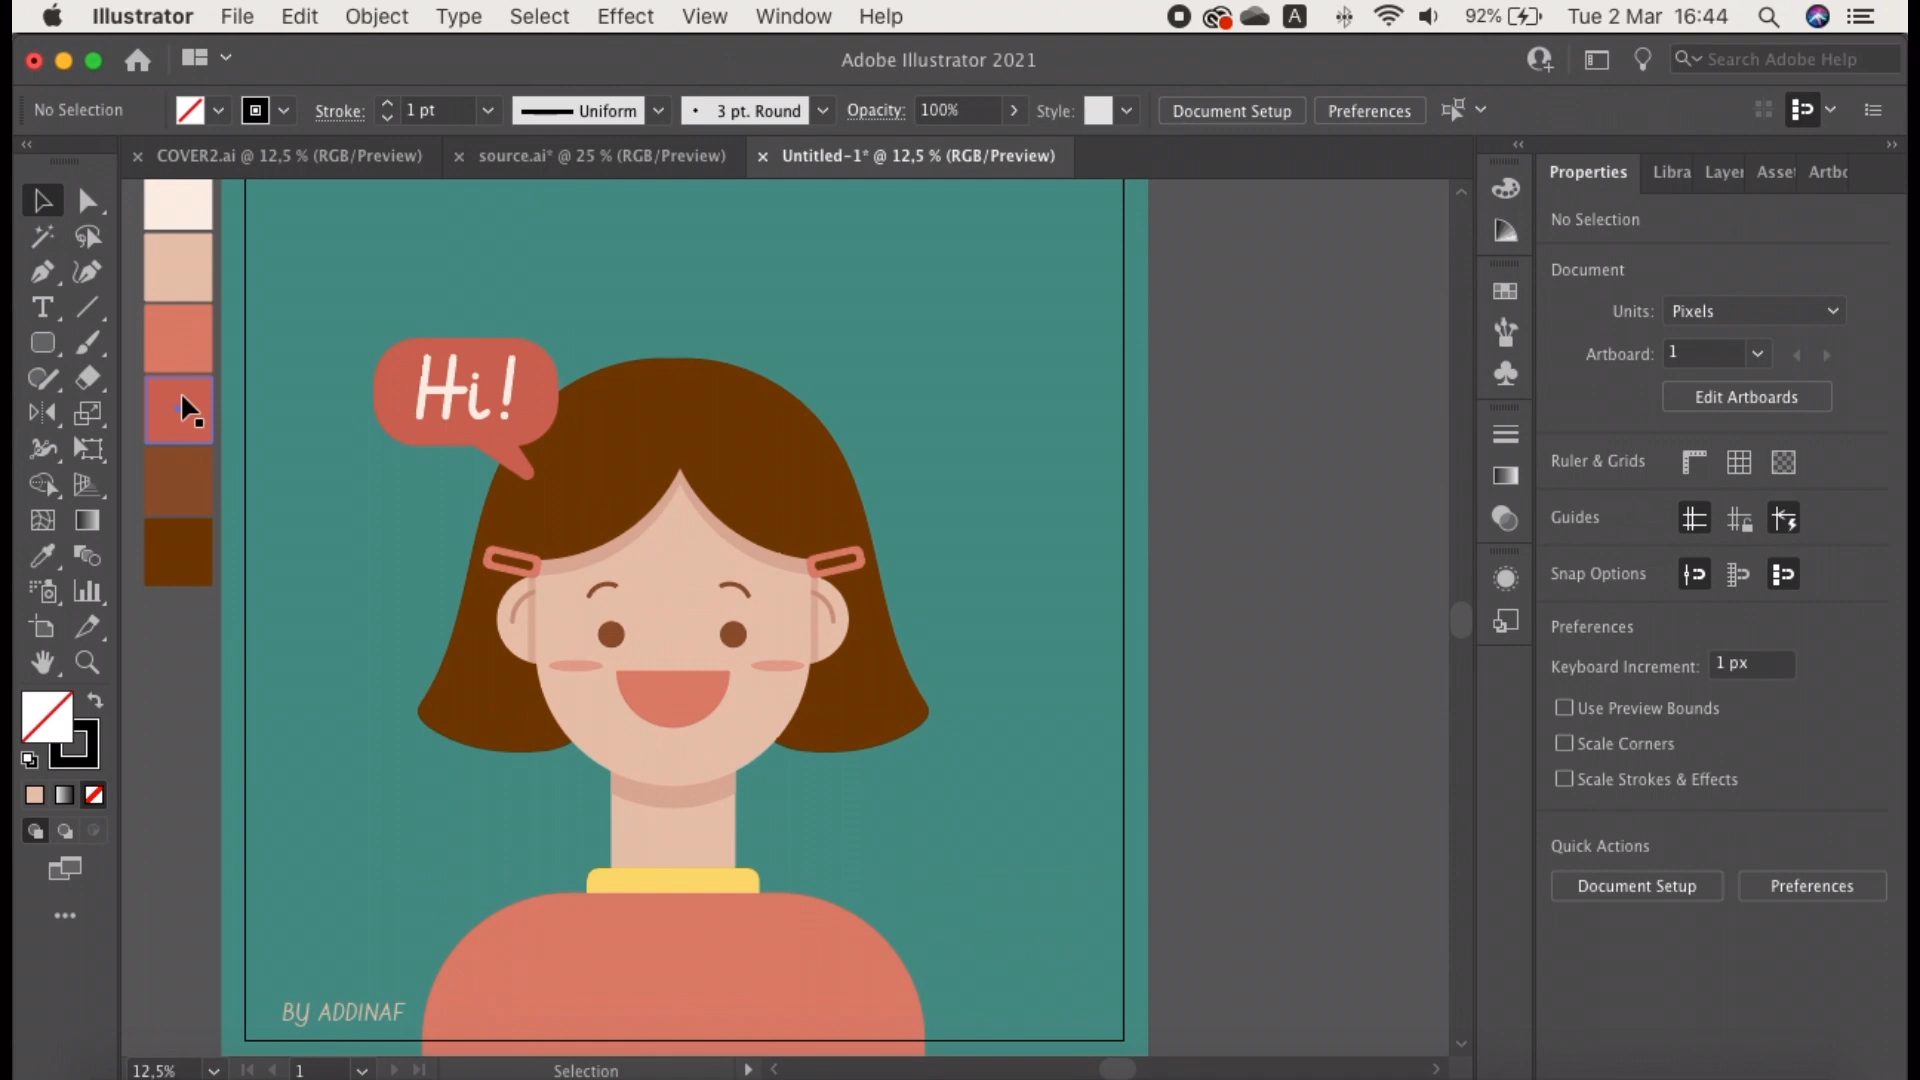 Illustrator File Edit Object Type Select Effect View Window Help A 92% Tue 2 Mar 16:44
Adobe Illustrator 2021 Search Adobe Help
No Selection Stroke: 1 pt Uniform 3 pt. Round Opacity: 100% Style: Document Setup Preferences
COVER2.ai @ 12,5 % (RGB/Preview) source.ai* @ 25 % (RGB/Preview) Untitled-1* @ 12,5 % (RGB/Preview)
Properties Libra Layer Asse Artbo
No Selection
Document
Units: Pixels
Artboard: 1
Edit Artboards
Hi!
Ruler & Grids
Guides
Snap Options
Preferences
Keyboard Increment: 1 px
Use Preview Bounds
Scale Corners
Scale Strokes & Effects
Quick Actions
Document Setup Preferences
BY ADDINAF
12,5% 1 Selection